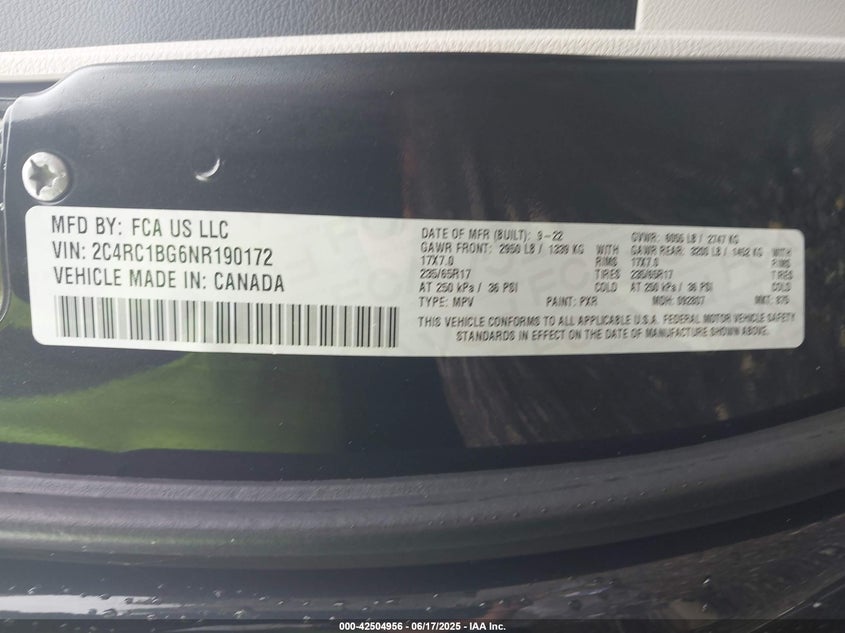 MFD BY: FCA US LLC
VIN: 2C4RC1BG6NR190172
VEHICLE MADE IN: CANADA
DATE OF MFR (BUILT): 9-22 GVWR: 6056 LB / 2747 KG
GAWR FRONT: 2950 LB / 1339 KG GAWR REAR: 3200 LB / 1452 KG
17X7.0 RIMS 17X7.0 RIMS
235/65R17 TIRES 235/65R17 TIRES
AT 250 kPa / 36 PSI COLD AT 250 kPa / 36 PSI COLD
TYPE: MPV PAINT: PXR MDH: MKT:
THIS VEHICLE CONFORMS TO ALL APPLICABLE U.S.A. FEDERAL MOTOR VEHICLE SAFETY
STANDARDS IN EFFECT ON THE DATE OF MANUFACTURE SHOWN ABOVE.
000-42504956 - 06/17/2025 - IAA Inc.